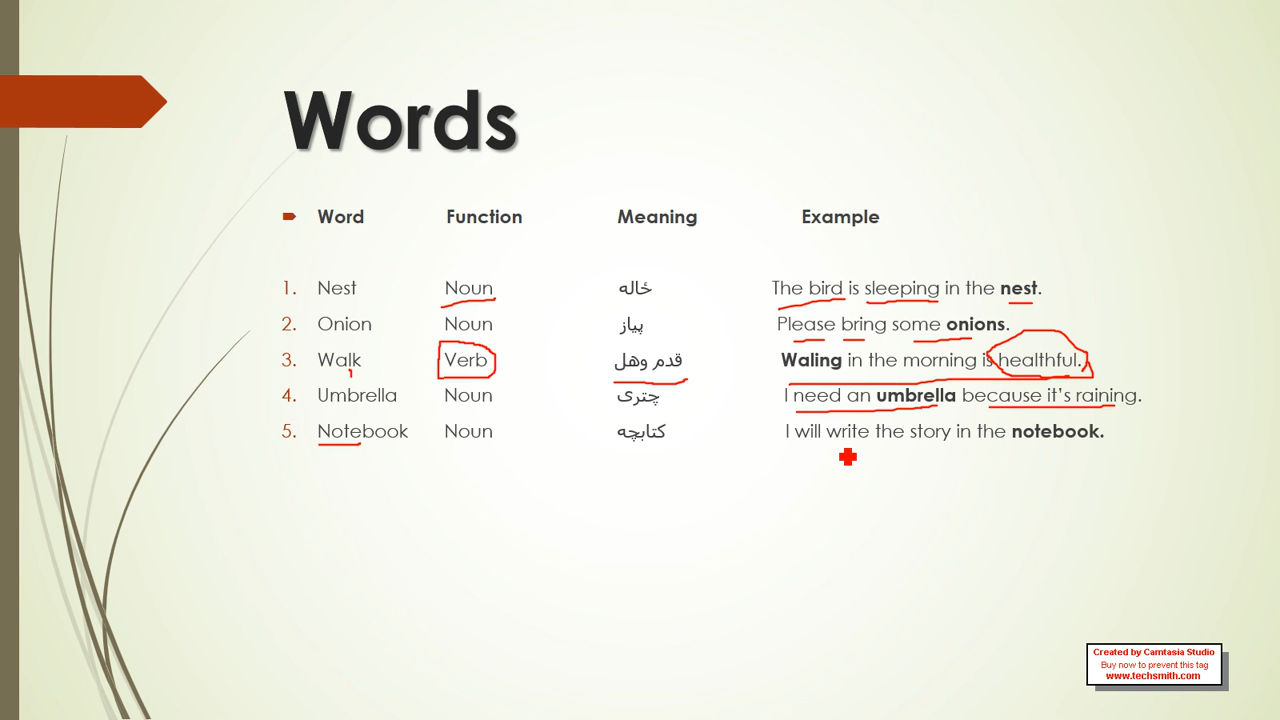 Words
Word Function Meaning Example
1. Nest Noun ځاله The bird is sleeping in the nest.
2. Onion Noun پیاز Please bring some onions.
3. Walk Verb قدم وهل Waling in the morning is healthful.
4. Umbrella Noun چتری I need an umbrella because it’s raining.
5. Notebook Noun کتابچه I will write the story in the notebook.
Created by Camtasia Studio
Buy now to prevent this tag
www.techsmith.com